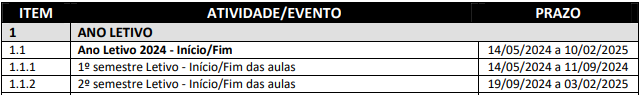 ITEM ATIVIDADE/EVENTO PRAZO
1 ANO LETIVO
1.1 Ano Letivo 2024 - Início/Fim 14/05/2024 a 10/02/2025
1.1.1 1º semestre Letivo - Início/Fim das aulas 14/05/2024 a 11/09/2024
1.1.2 2º semestre Letivo - Início/Fim das aulas 19/09/2024 a 03/02/2025